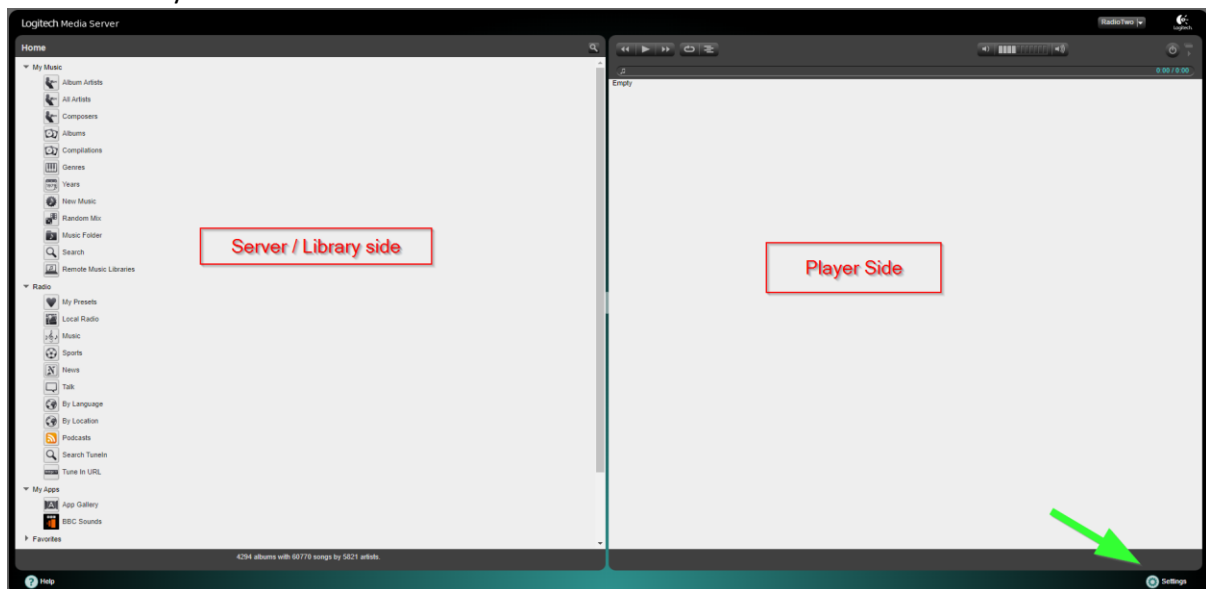 Logitech Media Server
RadioTwo
logitech
Home
0:00 / 0:00
My Music
Album Artists
All Artists
Composers
Albums
Compilations
Genres
Years
New Music
Random Mix
Music Folder
Search
Remote Music Libraries
Radio
My Presets
Local Radio
Music
Sports
News
Talk
By Language
By Location
Podcasts
Search TuneIn
Tune In URL
My Apps
App Gallery
BBC Sounds
Favorites
4294 albums with 60770 songs by 5821 artists.
Help
Server / Library side
Empty
Player Side
Settings